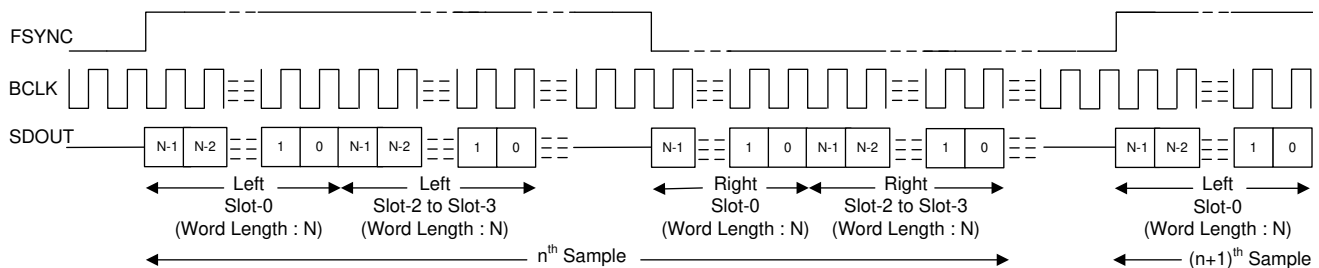 FSYNC
BCLK
SDOUT
N-1 N-2 1 0 N-1 N-2 1 0 N-1 1 0 N-1 N-2 1 0 N-1 N-2 1 0
Left Left Right Right Left
Slot-0 Slot-2 to Slot-3 Slot-0 Slot-2 to Slot-3 Slot-0
(Word Length : N) (Word Length : N) (Word Length : N) (Word Length : N) (Word Length : N)
nth Sample (n+1)th Sample